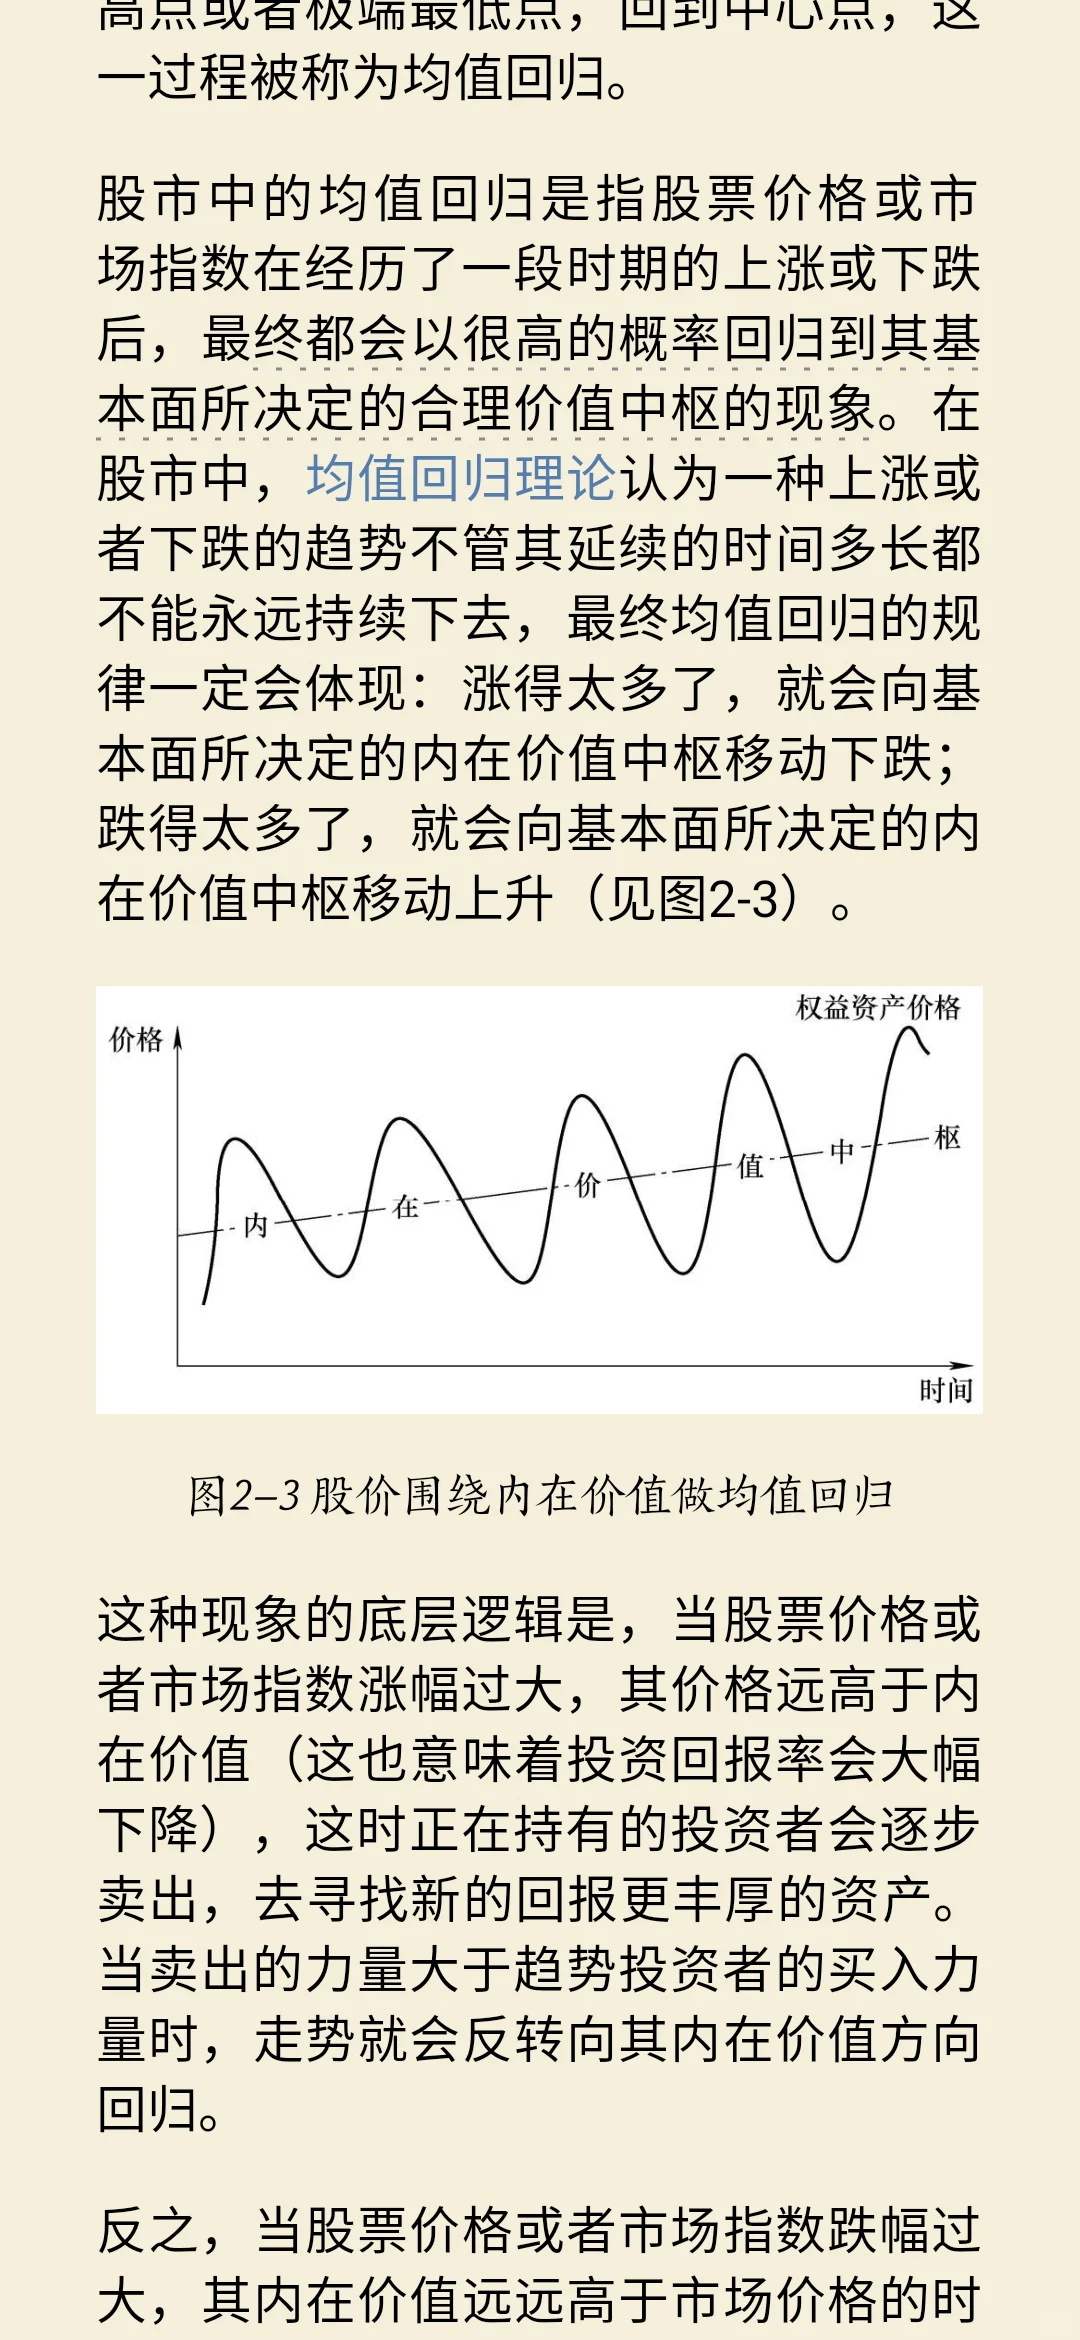 高点或者极端最低点，回到中心点，这
一过程被称为均值回归。
股市中的均值回归是指股票价格或市
场指数在经历了一段时期的上涨或下跌
后，最终都会以很高的概率回归到其基
本面所决定的合理价值中枢的现象。在
股市中，均值回归理论认为一种上涨或
者下跌的趋势不管其延续的时间多长都
不能永远持续下去，最终均值回归的规
律一定会体现：涨得太多了，就会向基
本面所决定的内在价值中枢移动下跌；
跌得太多了，就会向基本面所决定的内
在价值中枢移动上升（见图2-3）。
权益资产价格
价格
内在价值中枢
时间
图2–3 股价围绕内在价值做均值回归
这种现象的底层逻辑是，当股票价格或
者市场指数涨幅过大，其价格远高于内
在价值（这也意味着投资回报率会大幅
下降），这时正在持有的投资者会逐步
卖出，去寻找新的回报更丰厚的资产。
当卖出的力量大于趋势投资者的买入力
量时，走势就会反转向其内在价值方向
回归。
反之，当股票价格或者市场指数跌幅过
大，其内在价值远远高于市场价格的时